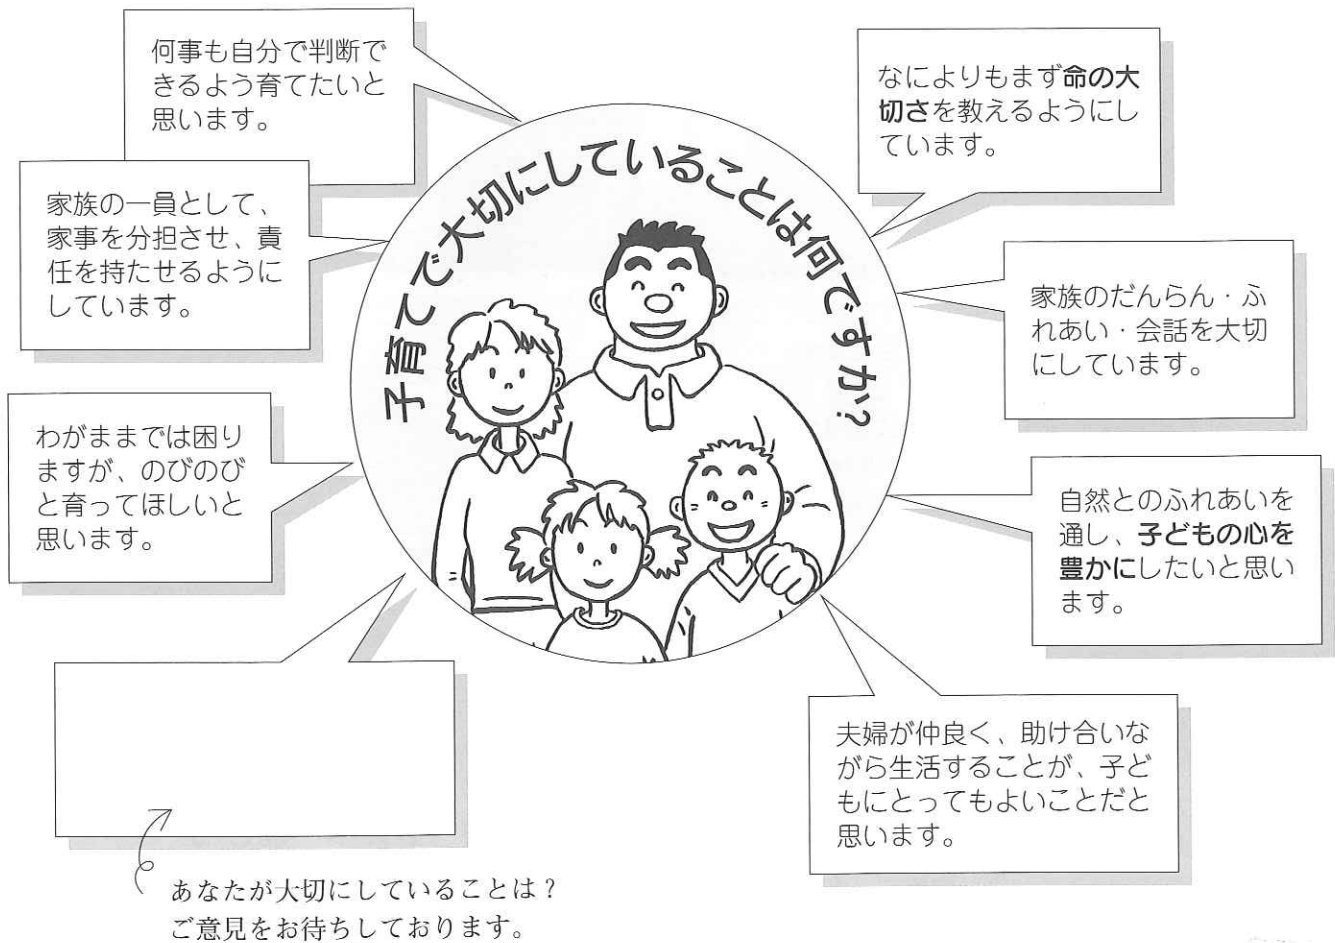 子育てで大切にしていることは何ですか?
何事も自分で判断で
きるよう育てたいと
思います。
家族の一員として、
家事を分担させ、責
任を持たせるように
しています。
わがままでは困り
ますが、のびのび
と育ってほしいと
思います。
なによりもまず命の大
切さを教えるようにし
ています。
家族のだんらん・ふ
れあい・会話を大切
にしています。
自然とのふれあいを
通し、子どもの心を
豊かにしたいと思い
ます。
夫婦が仲良く、助け合いな
がら生活することが、子ど
もにとってもよいことだと
思います。
あなたが大切にしていることは?
ご意見をお待ちしております。